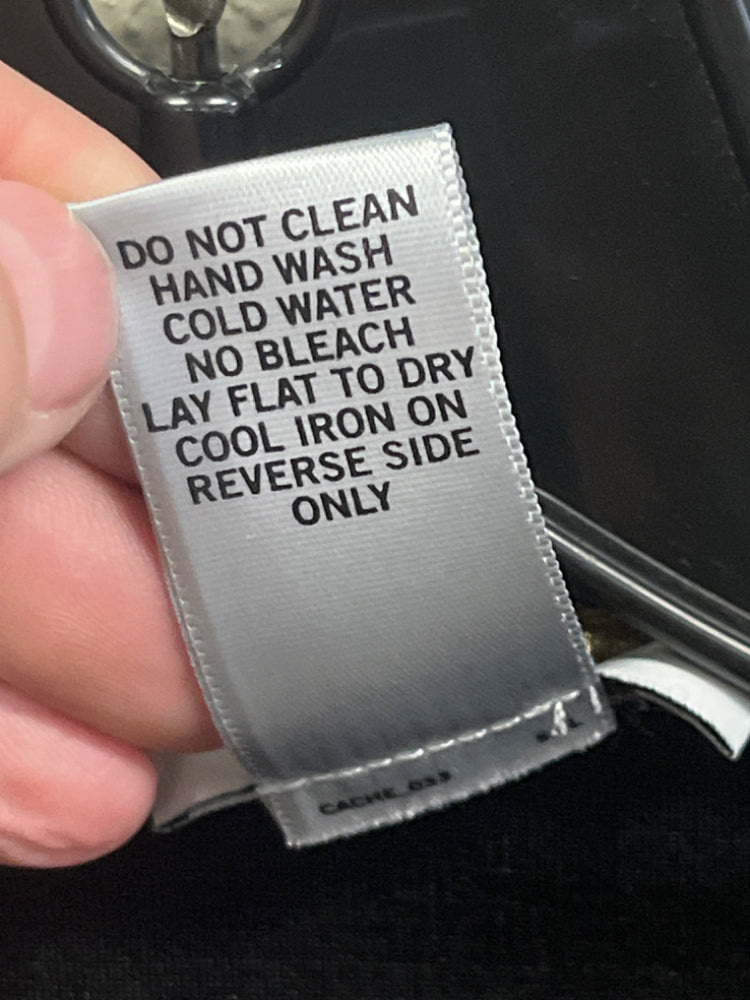 DO NOT CLEAN
HAND WASH
COLD WATER
NO BLEACH
LAY FLAT TO DRY
COOL IRON ON
REVERSE SIDE
ONLY
CACHE